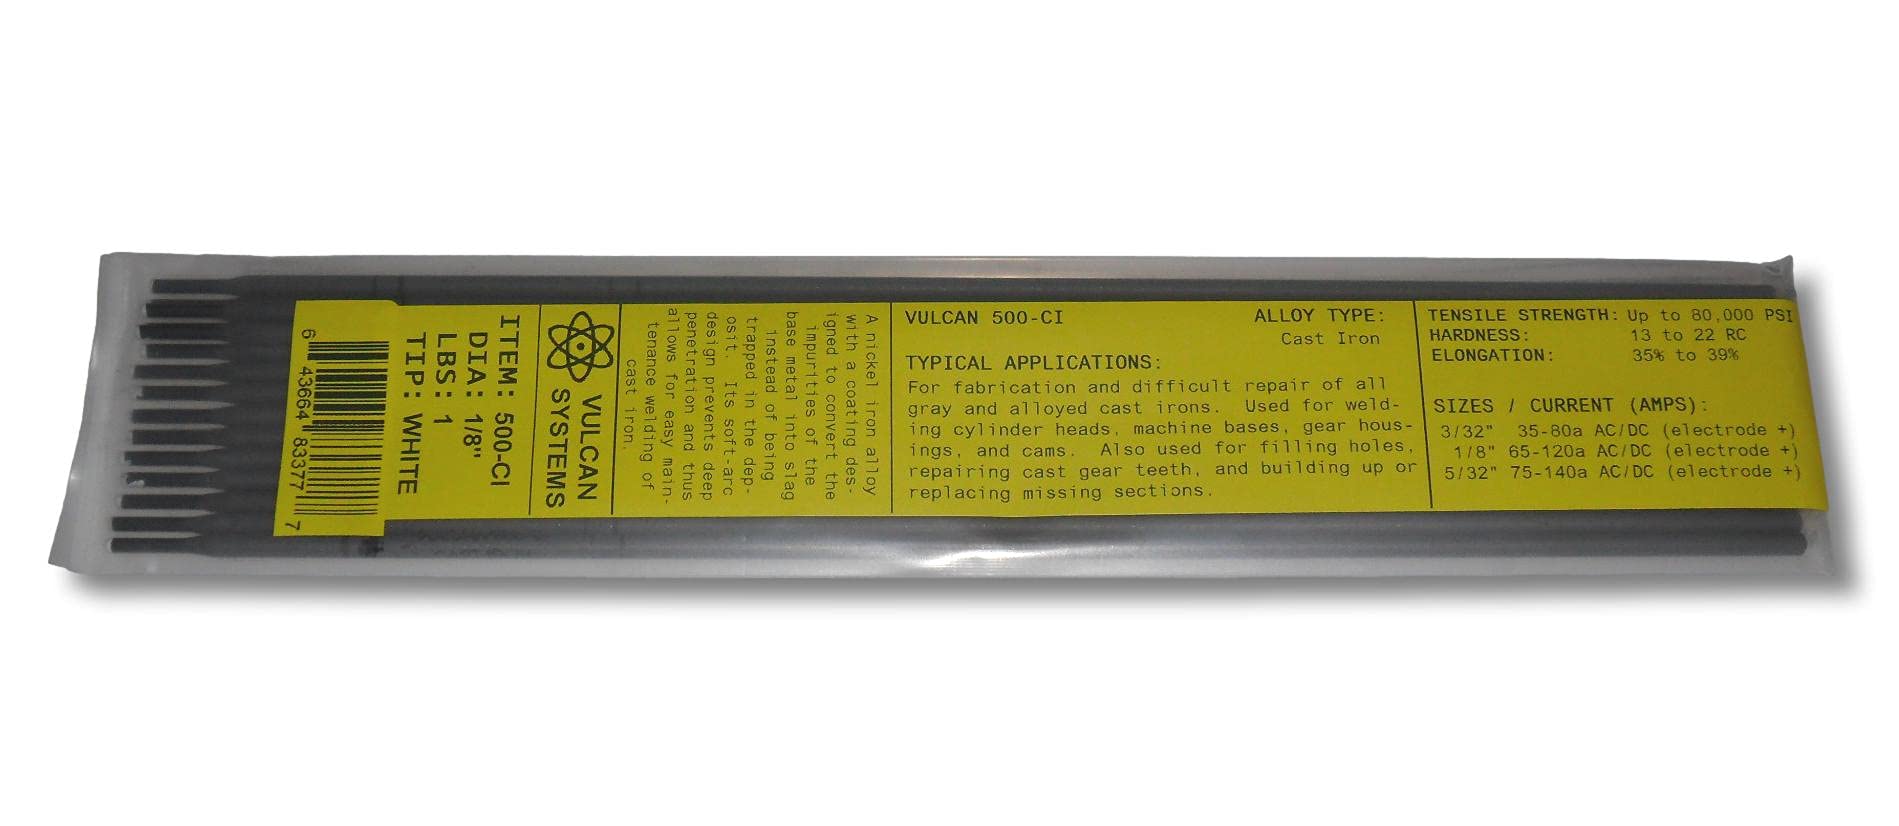 6 43664 83377 7
ITEM: 500-CI
DIA: 1/8"
LBS: 1
TIP: WHITE
VULCAN
SYSTEMS
A nickel iron alloy
with a coating des-
igned to convert the
impurities of the
base metal into slag
instead of being
trapped in the dep-
osit. Its soft-arc
design prevents deep
penetration and thus
allows for easy main-
tenance welding of
cast iron.
VULCAN 500-CI
ALLOY TYPE:
Cast Iron
TYPICAL APPLICATIONS:
For fabrication and difficult repair of all
gray and alloyed cast irons. Used for weld-
ing cylinder heads, machine bases, gear hous-
ings, and cams. Also used for filling holes,
repairing cast gear teeth, and building up or
replacing missing sections.
TENSILE STRENGTH: Up to 80,000 PSI
HARDNESS: 13 to 22 RC
ELONGATION: 35% to 39%
SIZES / CURRENT (AMPS):
3/32" 35-80a AC/DC (electrode +)
1/8" 65-120a AC/DC (electrode +)
5/32" 75-140a AC/DC (electrode +)